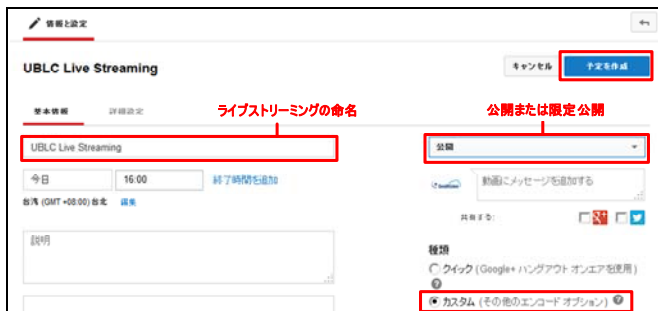 情報と設定
UBLC Live Streaming
キャンセル
予定を作成
基本情報
詳細設定
ライブストリーミングの命名
公開または限定公開
UBLC Live Streaming
公開
今日
16:00
終了時間を追加
動画にメッセージを追加する
台湾 (GMT +08:00) 台北
編集
共有する:
説明
種類
クイック (Google+ ハングアウト オンエアを使用)
カスタム (その他のエンコード オプション)